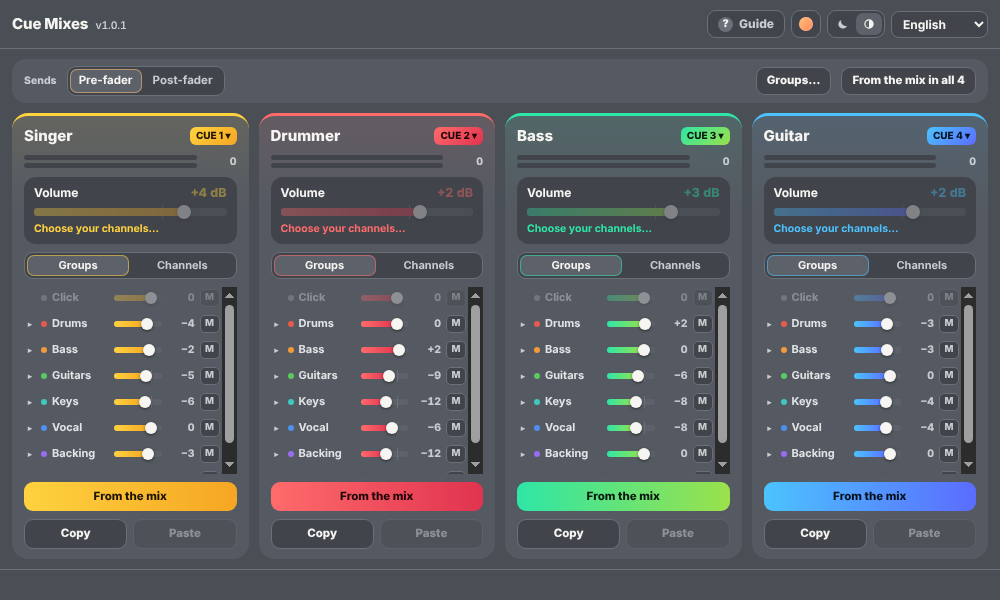 Cue Mixes v1.0.1
? Guide
English
Sends
Pre-fader
Post-fader
Groups...
From the mix in all 4
Singer
CUE 1 ▾
0
Volume
+4 dB
Choose your channels...
Groups
Channels
Click 0 M
Drums −4 M
Bass −2 M
Guitars −5 M
Keys −6 M
Vocal 0 M
Backing −3 M
From the mix
Copy
Paste
Drummer
CUE 2 ▾
0
Volume
+2 dB
Choose your channels...
Groups
Channels
Click 0 M
Drums 0 M
Bass +2 M
Guitars −9 M
Keys −12 M
Vocal −6 M
Backing −12 M
From the mix
Copy
Paste
Bass
CUE 3 ▾
0
Volume
+3 dB
Choose your channels...
Groups
Channels
Click 0 M
Drums +2 M
Bass 0 M
Guitars −6 M
Keys −8 M
Vocal −8 M
Backing 0 M
From the mix
Copy
Paste
Guitar
CUE 4 ▾
0
Volume
+2 dB
Choose your channels...
Groups
Channels
Click 0 M
Drums −3 M
Bass −3 M
Guitars 0 M
Keys −4 M
Vocal −4 M
Backing 0 M
From the mix
Copy
Paste